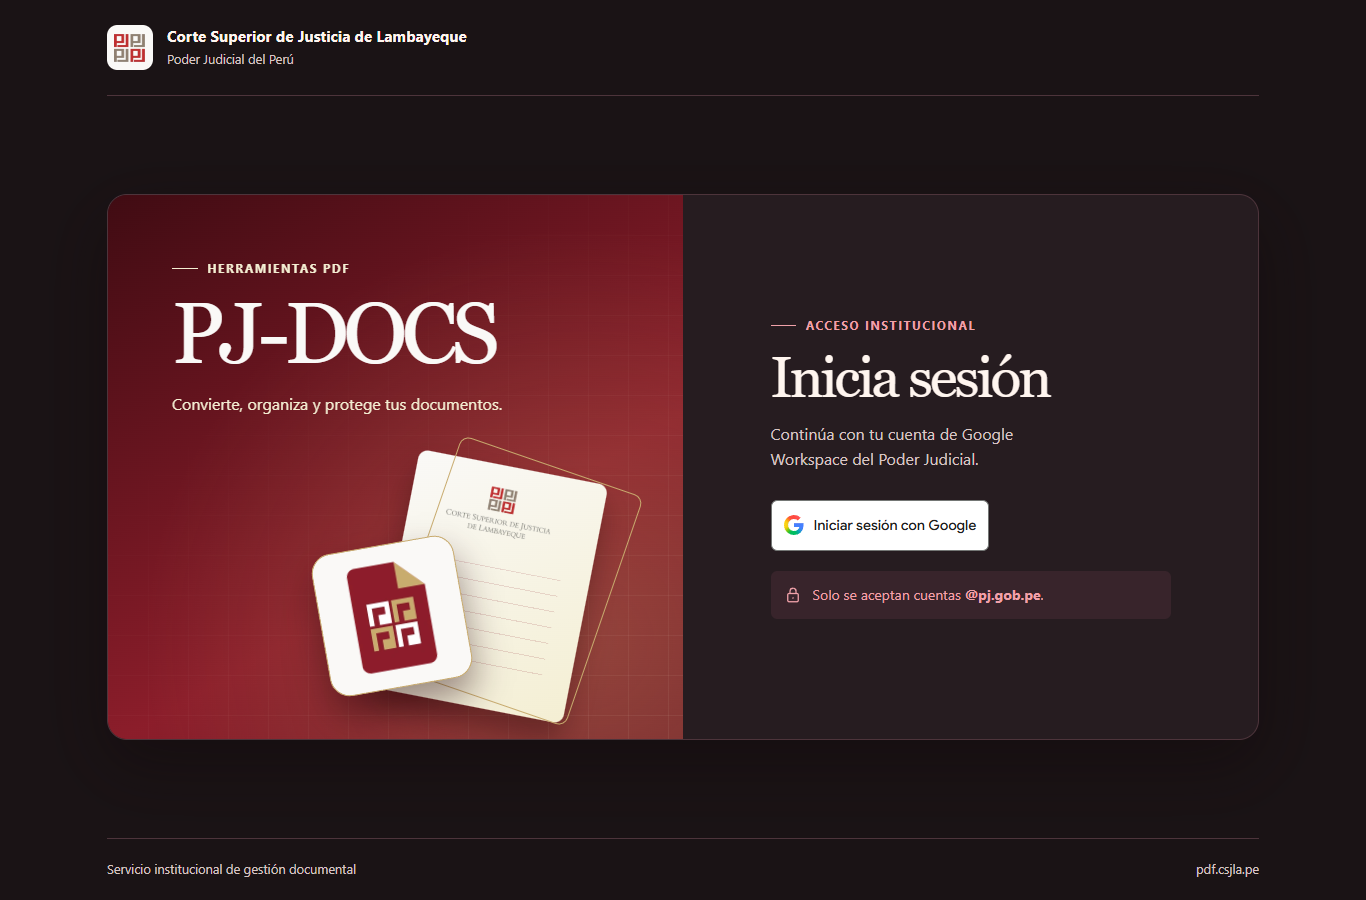 Corte Superior de Justicia de Lambayeque
Poder Judicial del Perú
HERRAMIENTAS PDF
PJ-DOCS
Convierte, organiza y protege tus documentos.
CORTE SUPERIOR DE JUSTICIA
DE LAMBAYEQUE
ACCESO INSTITUCIONAL
Inicia sesión
Continúa con tu cuenta de Google
Workspace del Poder Judicial.
Iniciar sesión con Google
Solo se aceptan cuentas @pj.gob.pe.
Servicio institucional de gestión documental
pdf.csjla.pe